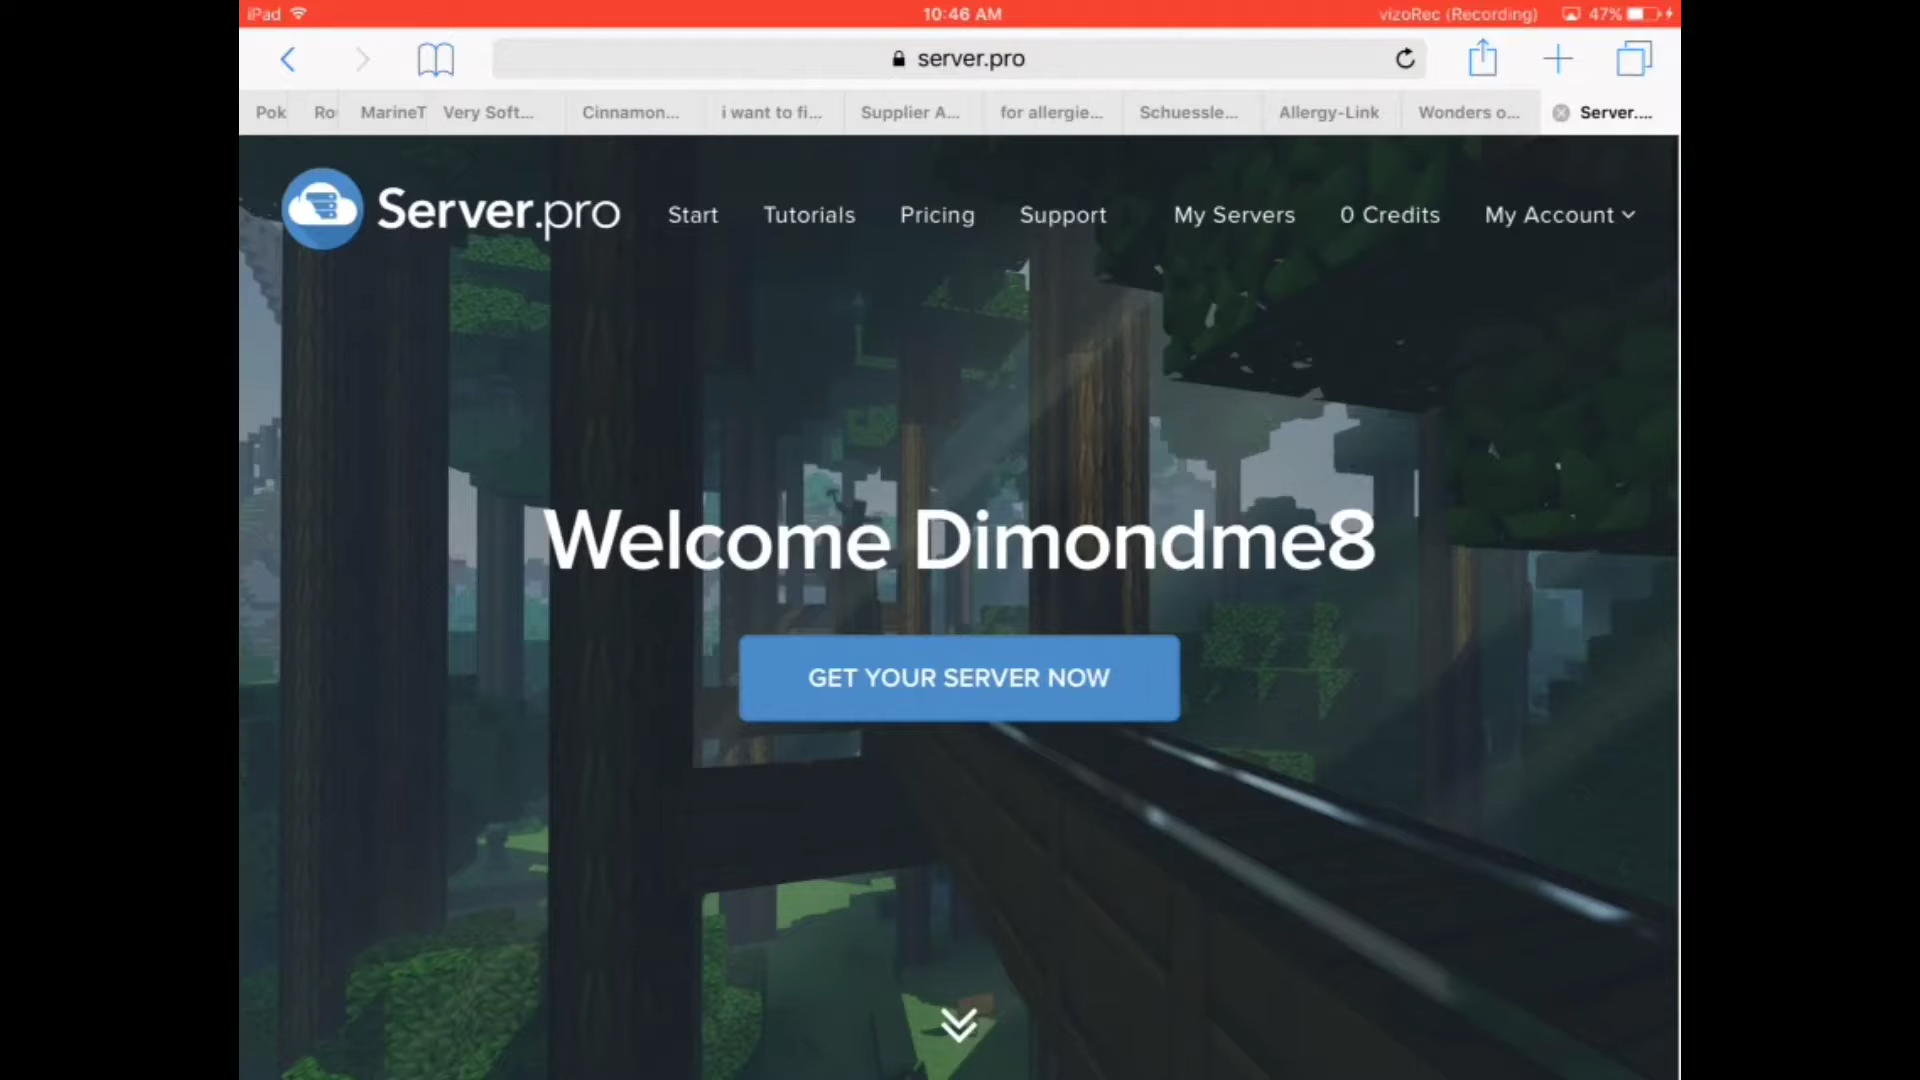 iPad
10:46 AM
vizoRec (Recording)
47%
server.pro
Pok
Ro
MarineT
Very Soft...
Cinnamon...
i want to fi...
Supplier A...
for allergie...
Schuessle...
Allergy-Link
Wonders o...
Server....
Server.pro
Start
Tutorials
Pricing
Support
My Servers
0 Credits
My Account
Welcome Dimondme8
GET YOUR SERVER NOW